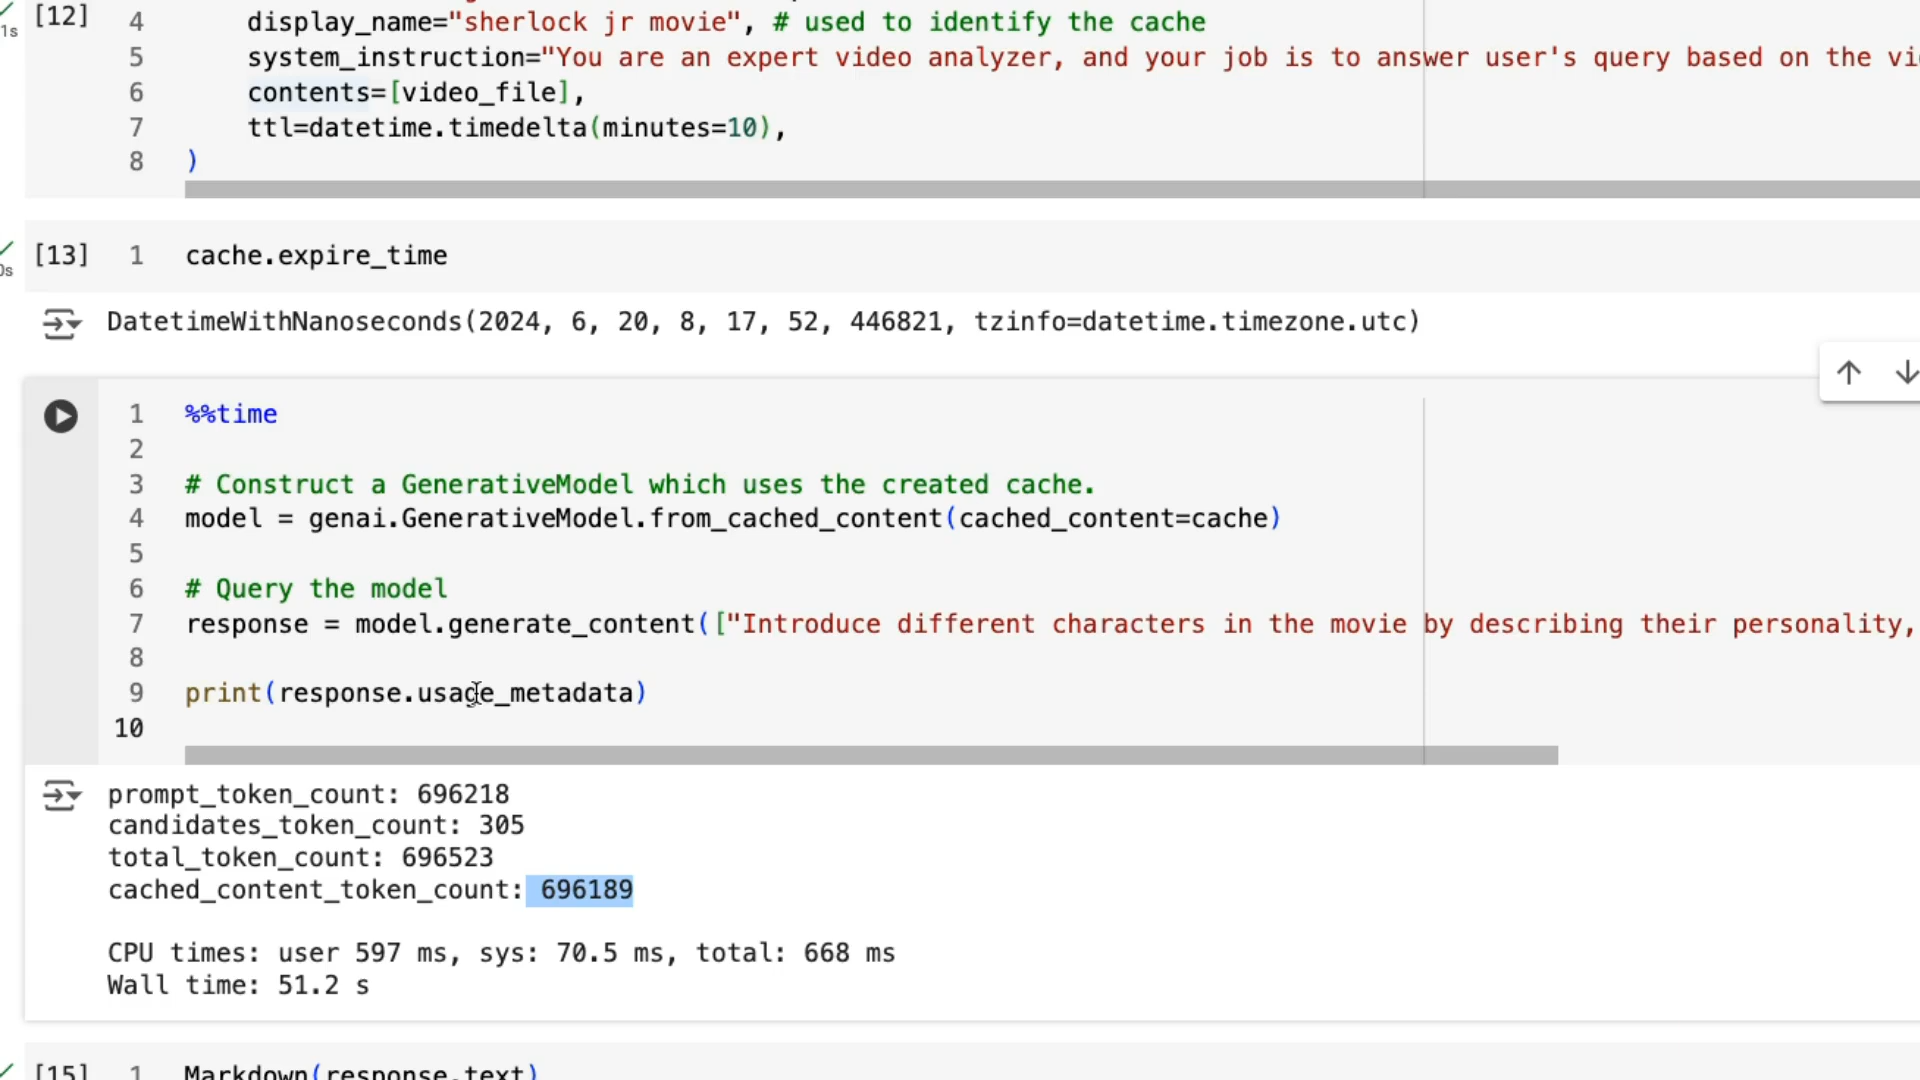 [12] 4 display_name="sherlock jr movie", # used to identify the cache
1s
5 system_instruction="You are an expert video analyzer, and your job is to answer user's query based on the vi
6 contents=[video_file],
7 ttl=datetime.timedelta(minutes=10),
8 )
[13] 1 cache.expire_time
0s
DatetimeWithNanoseconds(2024, 6, 20, 8, 17, 52, 446821, tzinfo=datetime.timezone.utc)
1 %%time
2
3 # Construct a GenerativeModel which uses the created cache.
4 model = genai.GenerativeModel.from_cached_content(cached_content=cache)
5
6 # Query the model
7 response = model.generate_content(["Introduce different characters in the movie by describing their personality,
8
9 print(response.usage_metadata)
10
prompt_token_count: 696218
candidates_token_count: 305
total_token_count: 696523
cached_content_token_count: 696189
CPU times: user 597 ms, sys: 70.5 ms, total: 668 ms
Wall time: 51.2 s
[15] 1 Markdown(response.text)